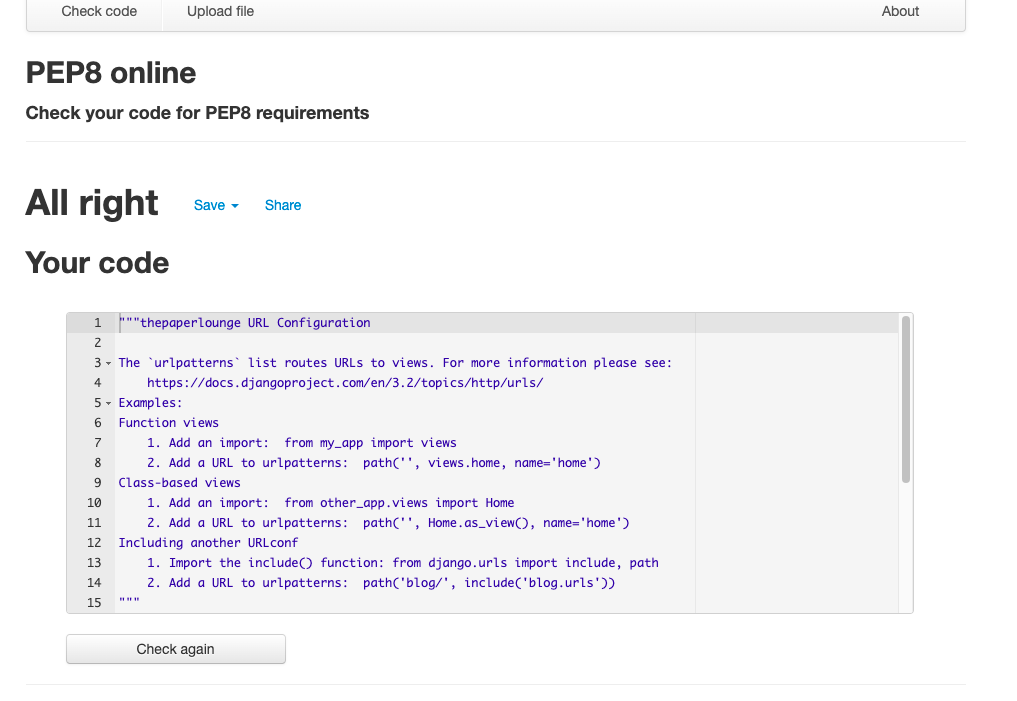 Check code Upload file About
PEP8 online
Check your code for PEP8 requirements
All right Save Share
Your code
1 """thepaperlounge URL Configuration
2
3 The `urlpatterns` list routes URLs to views. For more information please see:
4 https://docs.djangoproject.com/en/3.2/topics/http/urls/
5 Examples:
6 Function views
7 1. Add an import:  from my_app import views
8 2. Add a URL to urlpatterns:  path('', views.home, name='home')
9 Class-based views
10 1. Add an import:  from other_app.views import Home
11 2. Add a URL to urlpatterns:  path('', Home.as_view(), name='home')
12 Including another URLconf
13 1. Import the include() function: from django.urls import include, path
14 2. Add a URL to urlpatterns:  path('blog/', include('blog.urls'))
15 """
Check again